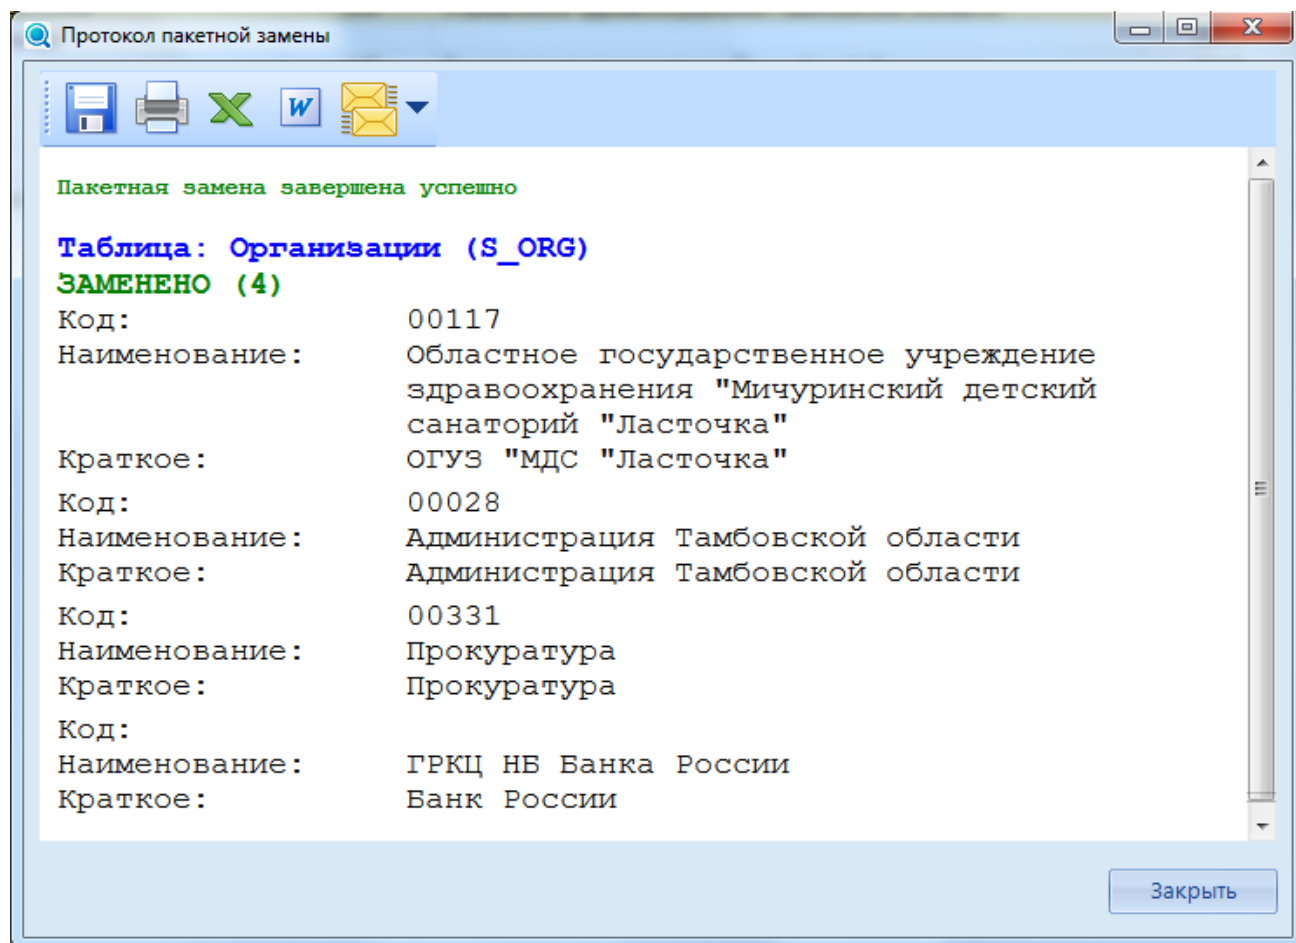 Протокол пакетной замены
Пакетная замена завершена успешно
Таблица: Организации (S_ORG)
ЗАМЕНЕНО (4)
Код: 00117
Наименование: Областное государственное учреждение
здравоохранения "Мичуринский детский
санаторий "Ласточка"
Краткое: ОГУЗ "МДС "Ласточка"
Код: 00028
Наименование: Администрация Тамбовской области
Краткое: Администрация Тамбовской области
Код: 00331
Наименование: Прокуратура
Краткое: Прокуратура
Код:
Наименование: ГРКЦ НБ Банка России
Краткое: Банк России
Закрыть